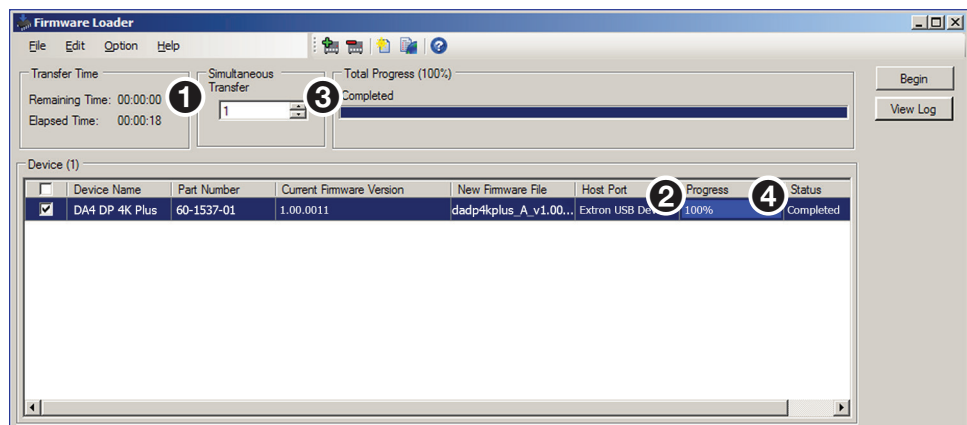 Firmware Loader
File Edit Option Help
Transfer Time
Remaining Time: 00:00:00
Elapsed Time: 00:00:18
1
Simultaneous
Transfer
1
3
Total Progress (100%)
Completed
Begin
View Log
Device (1)
Device Name Part Number Current Firmware Version New Firmware File Host Port 2 Progress 4 Status
DA4 DP 4K Plus 60-1537-01 1.00.0011 dadp4kplus_A_v1.00... Extron USB 100% Completed